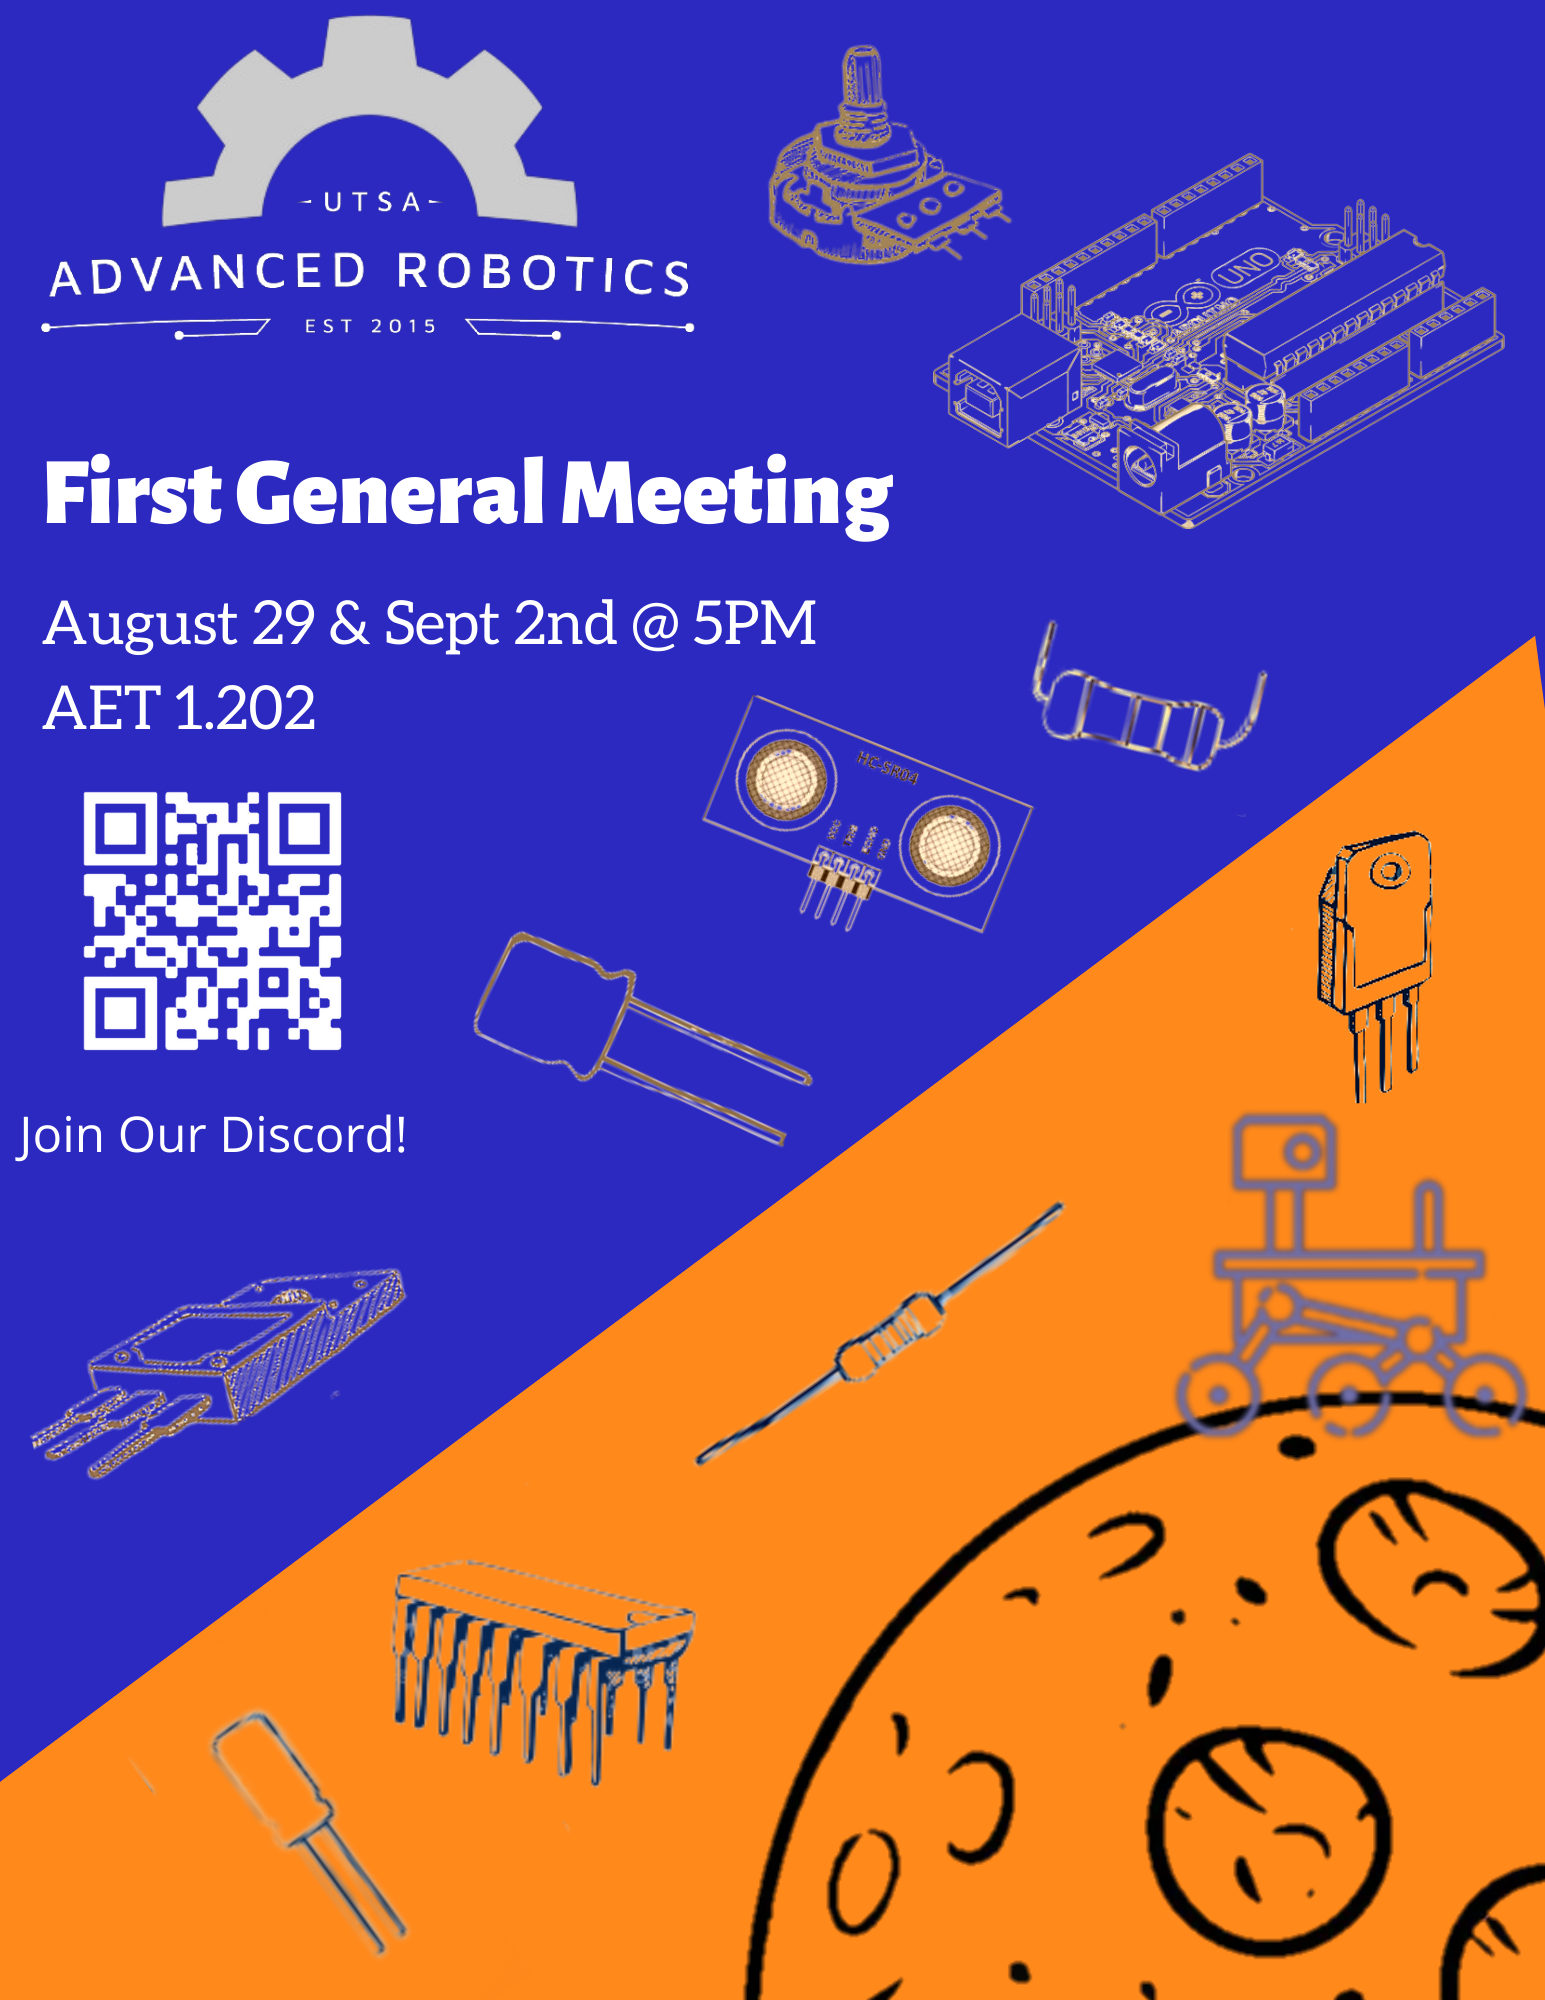 -UTSA-
ADVANCED ROBOTICS
EST 2015
UNO
First General Meeting
August 29 & Sept 2nd @ 5PM
AET 1.202
HC-SR04
Join Our Discord!